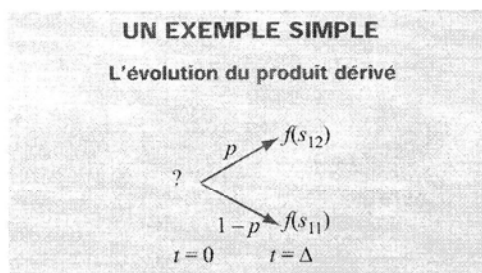 UN EXEMPLE SIMPLE
L'évolution du produit dérivé
p f(s₁₂)
?
1 – p f(s₁₁)
t = 0 t = Δ